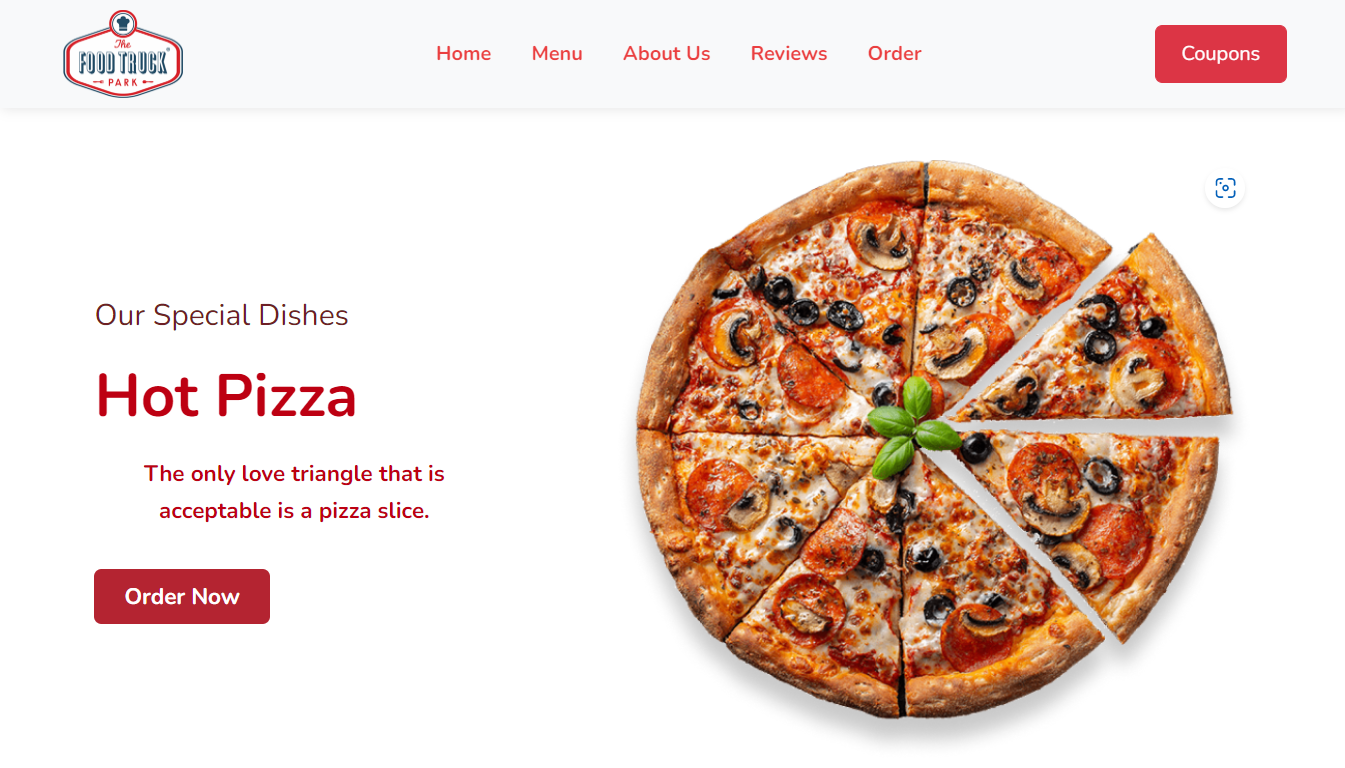 The
FOOD TRUCK
PARK
Home Menu About Us Reviews Order
Coupons
Our Special Dishes
Hot Pizza
The only love triangle that is
acceptable is a pizza slice.
Order Now